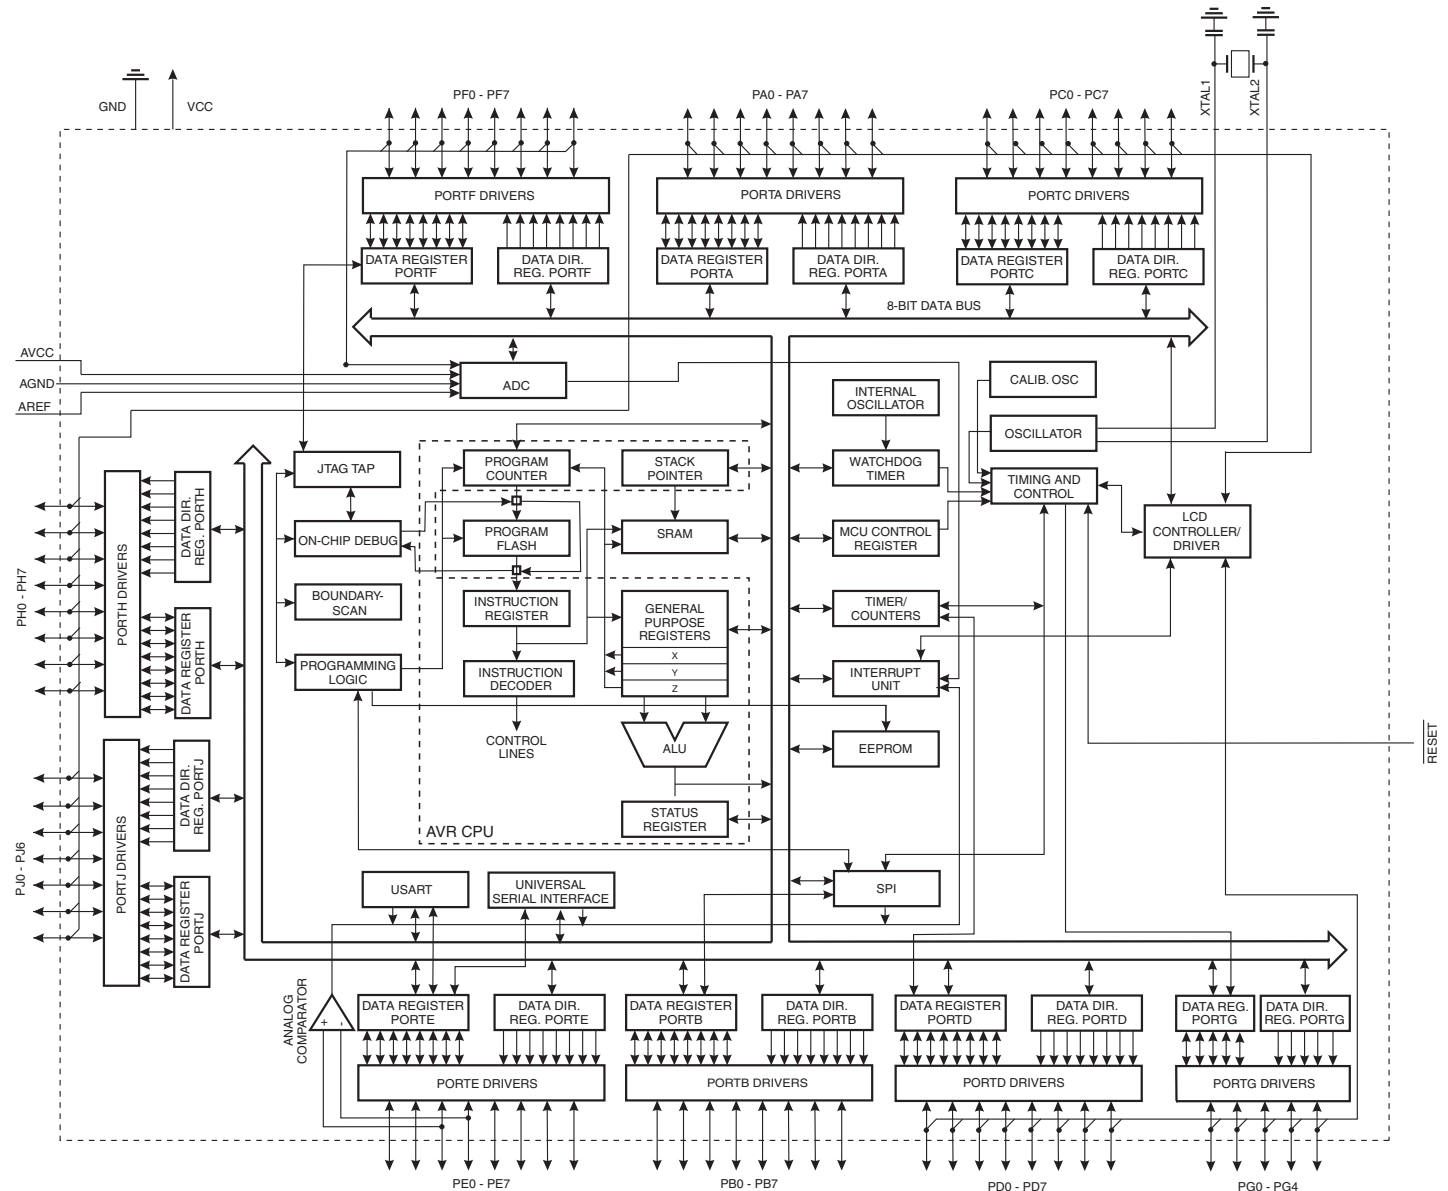 XTAL1
XTAL2
GND
VCC
PF0 - PF7
PA0 - PA7
PC0 - PC7
PORTF DRIVERS
PORTA DRIVERS
PORTC DRIVERS
DATA REGISTER
PORTF
DATA DIR.
REG. PORTF
DATA REGISTER
PORTA
DATA DIR.
REG. PORTA
DATA REGISTER
PORTC
DATA DIR.
REG. PORTC
8-BIT DATA BUS
AVCC
AGND
AREF
ADC
INTERNAL
OSCILLATOR
CALIB. OSC
OSCILLATOR
JTAG TAP
PROGRAM
COUNTER
STACK
POINTER
WATCHDOG
TIMER
TIMING AND
CONTROL
LCD
CONTROLLER/
DRIVER
ON-CHIP DEBUG
PROGRAM
FLASH
SRAM
MCU CONTROL
REGISTER
BOUNDARY-
SCAN
INSTRUCTION
REGISTER
GENERAL
PURPOSE
REGISTERS
X
Y
Z
TIMER/
COUNTERS
PROGRAMMING
LOGIC
INSTRUCTION
DECODER
INTERRUPT
UNIT
CONTROL
LINES
ALU
EEPROM
RESET
STATUS
REGISTER
AVR CPU
PH0 - PH7
PORTH DRIVERS
DATA DIR.
REG. PORTH
DATA REGISTER
PORTH
PJ0 - PJ6
PORTJ DRIVERS
DATA DIR.
REG. PORTJ
DATA REGISTER
PORTJ
USART
UNIVERSAL
SERIAL INTERFACE
SPI
ANALOG
COMPARATOR
+
-
DATA REGISTER
PORTE
DATA DIR.
REG. PORTE
DATA REGISTER
PORTB
DATA DIR.
REG. PORTB
DATA REGISTER
PORTD
DATA DIR.
REG. PORTD
DATA REG.
PORTG
DATA DIR.
REG. PORTG
PORTE DRIVERS
PORTB DRIVERS
PORTD DRIVERS
PORTG DRIVERS
PE0 - PE7
PB0 - PB7
PD0 - PD7
PG0 - PG4